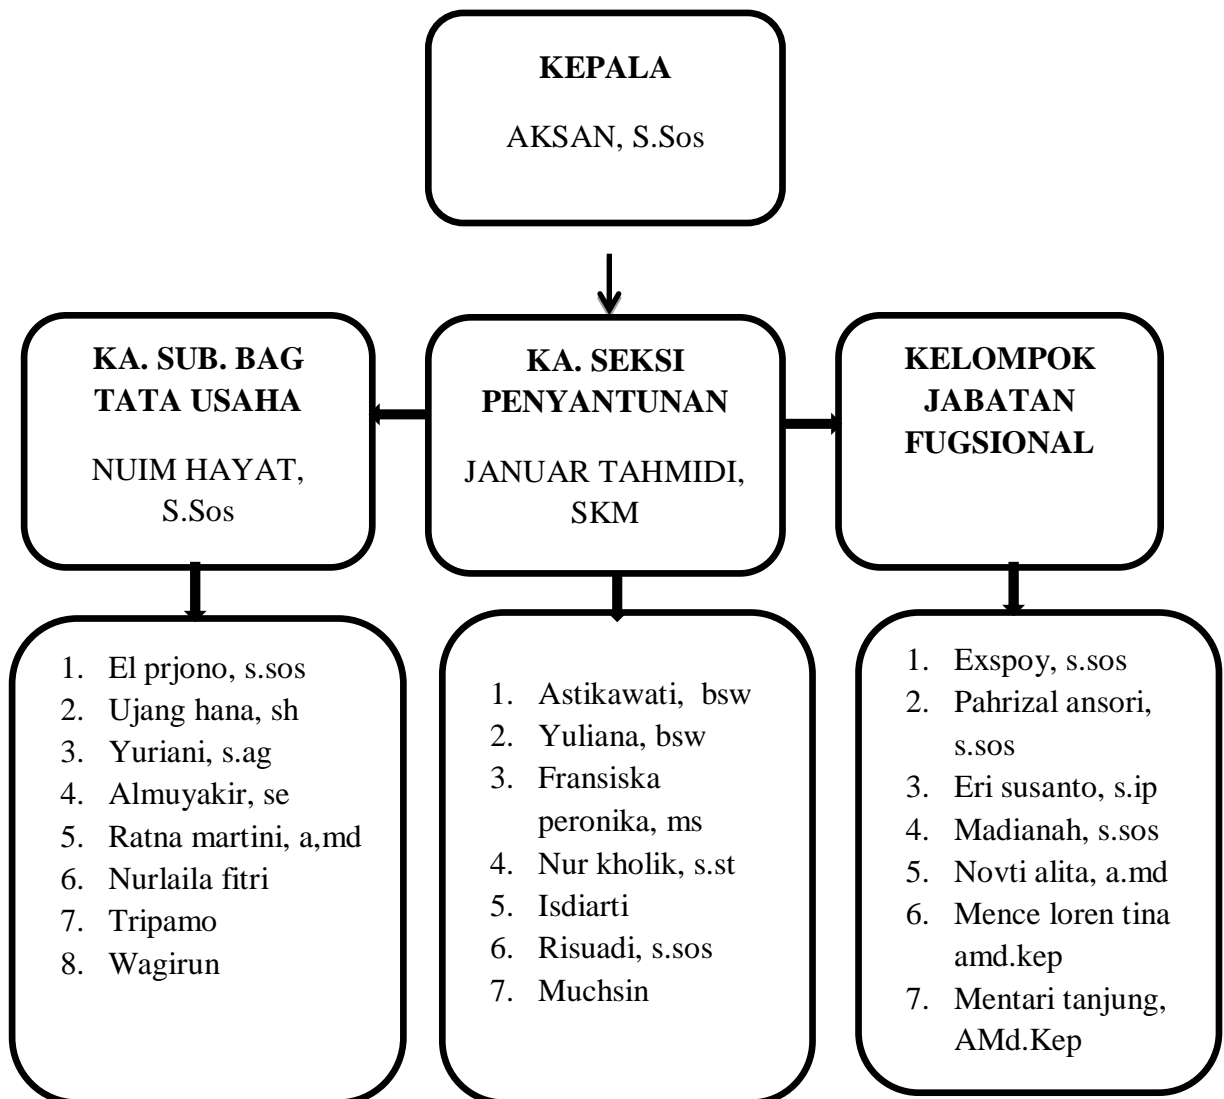 KEPALA
AKSAN, S.Sos
KA. SUB. BAG
TATA USAHA
NUIM HAYAT,
S.Sos
KA. SEKSI
PENYANTUNAN
JANUAR TAHMIDI,
SKM
KELOMPOK
JABATAN
FUGSIONAL
1. El prjono, s.sos
2. Ujang hana, sh
3. Yuriani, s.ag
4. Almuyakir, se
5. Ratna martini, a,md
6. Nurlaila fitri
7. Tripamo
8. Wagirun
1. Astikawati, bsw
2. Yuliana, bsw
3. Fransiska
peronika, ms
4. Nur kholik, s.st
5. Isdiarti
6. Risuadi, s.sos
7. Muchsin
1. Exspoy, s.sos
2. Pahrizal ansori,
s.sos
3. Eri susanto, s.ip
4. Madianah, s.sos
5. Novti alita, a.md
6. Mence loren tina
amd.kep
7. Mentari tanjung,
AMd.Kep